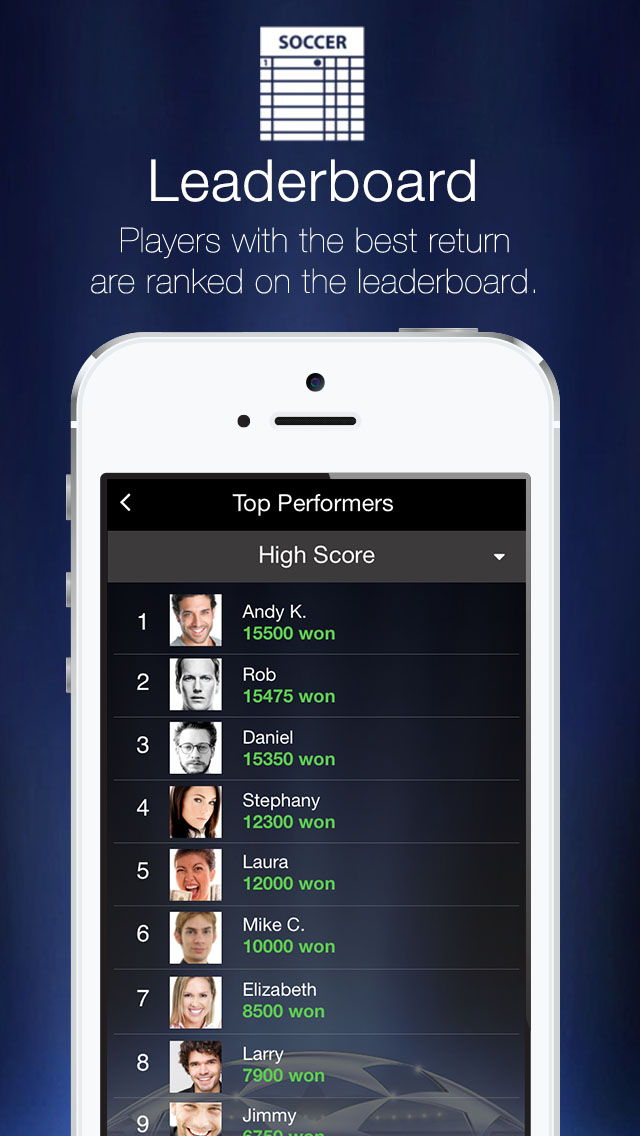 SOCCER
1
Leaderboard
Players with the best return
are ranked on the leaderboard.
Top Performers
High Score
1 Andy K.
15500 won
2 Rob
15475 won
3 Daniel
15350 won
4 Stephany
12300 won
5 Laura
12000 won
6 Mike C.
10000 won
7 Elizabeth
8500 won
8 Larry
7900 won
9 Jimmy
6750 won